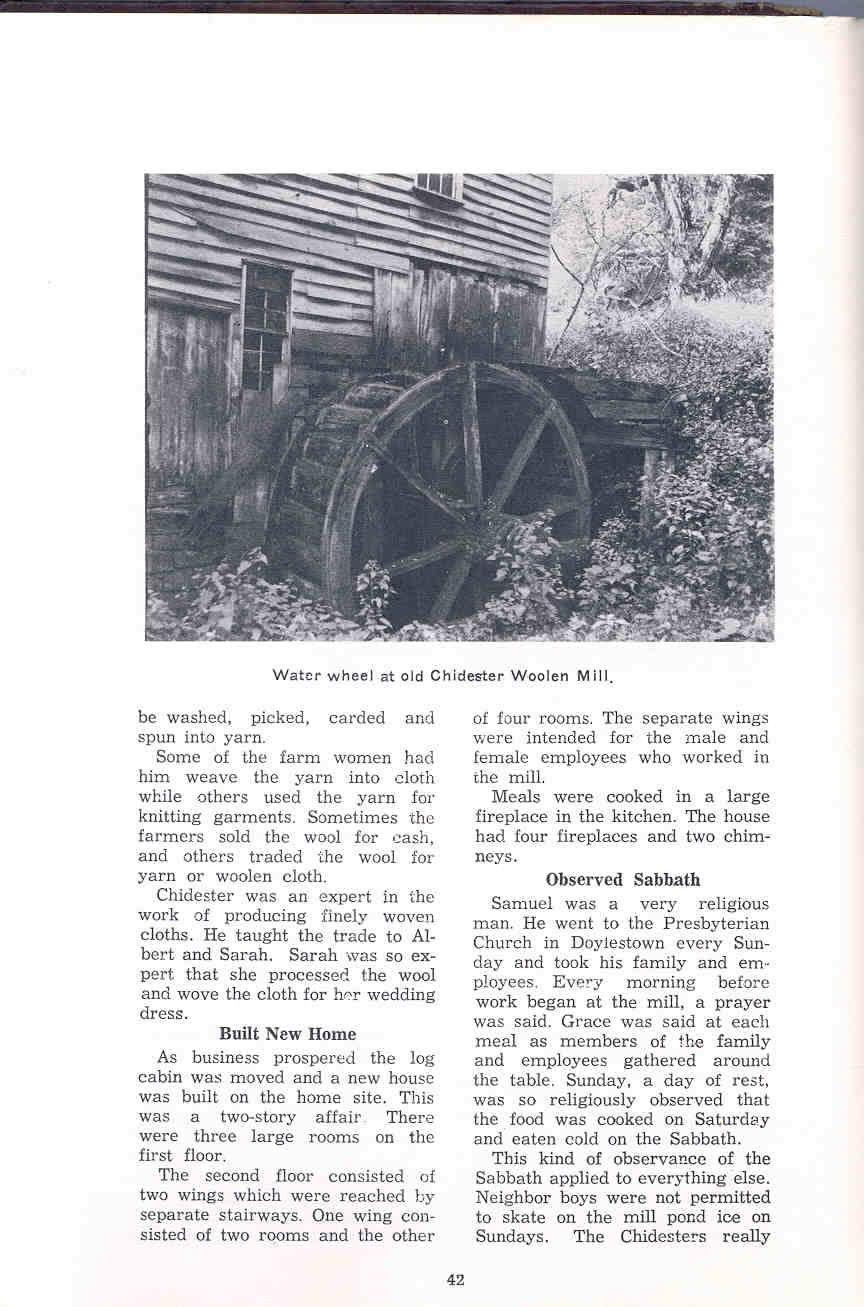 Water wheel at old Chidester Woolen Mill.
be washed, picked, carded and
spun into yarn.
Some of the farm women had
him weave the yarn into cloth
while others used the yarn for
knitting garments. Sometimes the
farmers sold the wool for cash,
and others traded the wool for
yarn or woolen cloth.
Chidester was an expert in the
work of producing finely woven
cloths. He taught the trade to Al-
bert and Sarah. Sarah was so ex-
pert that she processed the wool
and wove the cloth for her wedding
dress.
Built New Home
As business prospered the log
cabin was moved and a new house
was built on the home site. This
was a two-story affair. There
were three large rooms on the
first floor.
The second floor consisted of
two wings which were reached by
separate stairways. One wing con-
sisted of two rooms and the other
of four rooms. The separate wings
were intended for the male and
female employees who worked in
the mill.
Meals were cooked in a large
fireplace in the kitchen. The house
had four fireplaces and two chim-
neys.
Observed Sabbath
Samuel was a very religious
man. He went to the Presbyterian
Church in Doylestown every Sun-
day and took his family and em-
ployees. Every morning before
work began at the mill, a prayer
was said. Grace was said at each
meal as members of the family
and employees gathered around
the table. Sunday, a day of rest,
was so religiously observed that
the food was cooked on Saturday
and eaten cold on the Sabbath.
This kind of observance of the
Sabbath applied to everything else.
Neighbor boys were not permitted
to skate on the mill pond ice on
Sundays. The Chidesters really
42